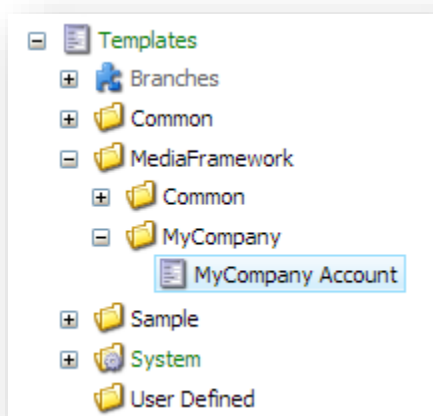 Templates
Branches
Common
MediaFramework
Common
MyCompany
MyCompany Account
Sample
System
User Defined